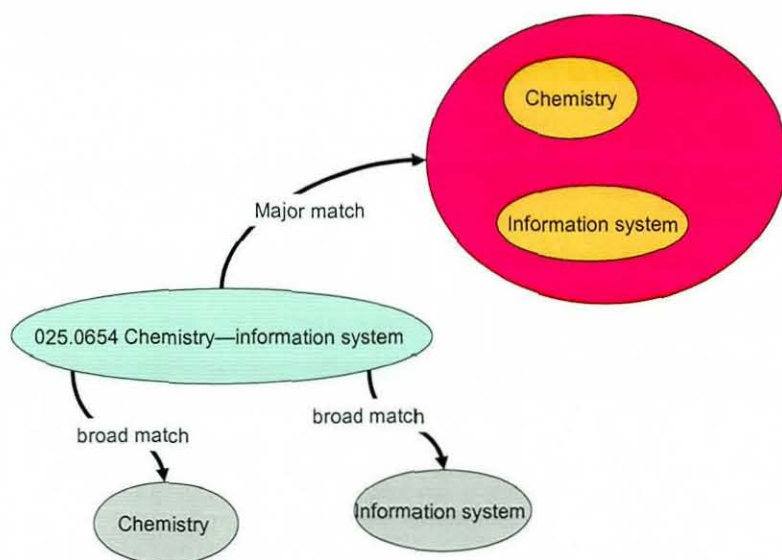 Chemistry
Major match
Information system
025.0654 Chemistry—information system
broad match
broad match
Chemistry
Information system